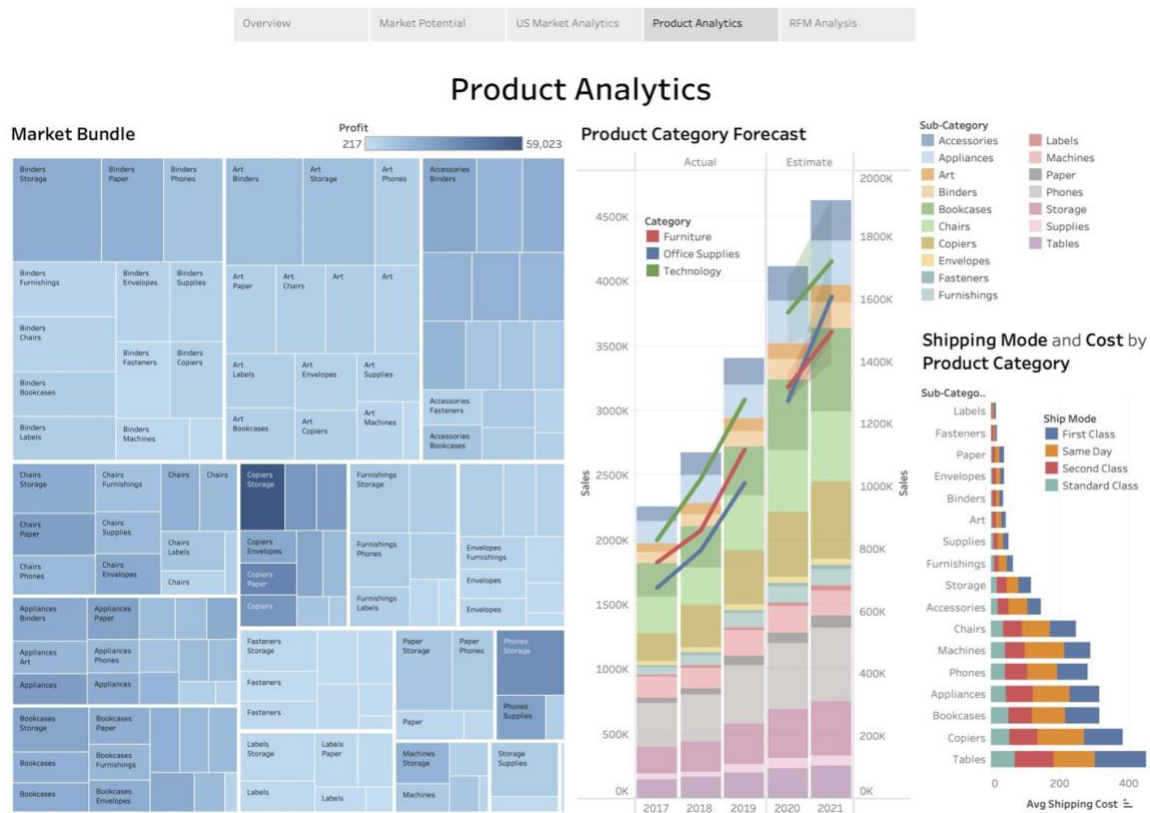 Overview
Market Potential
US Market Analytics
Product Analytics
RFM Analysis
Product Analytics
Market Bundle
Profit
217
59,023
Binders
Storage
Binders
Paper
Binders
Phones
Binders
Furnishings
Binders
Envelopes
Binders
Supplies
Binders
Chairs
Binders
Fasteners
Binders
Copiers
Binders
Bookcases
Binders
Labels
Binders
Machines
Art
Binders
Art
Storage
Art
Phones
Art
Paper
Art
Chairs
Art
Art
Art
Labels
Art
Envelopes
Art
Supplies
Art
Bookcases
Art
Copiers
Art
Machines
Accessories
Binders
Accessories
Fasteners
Accessories
Bookcases
Chairs
Storage
Chairs
Furnishings
Chairs
Chairs
Chairs
Paper
Chairs
Supplies
Chairs
Labels
Chairs
Phones
Chairs
Envelopes
Chairs
Copiers
Storage
Copiers
Envelopes
Copiers
Paper
Copiers
Furnishings
Storage
Furnishings
Phones
Furnishings
Labels
Envelopes
Furnishings
Envelopes
Envelopes
Appliances
Binders
Appliances
Paper
Appliances
Art
Appliances
Phones
Appliances
Appliances
Fasteners
Storage
Fasteners
Fasteners
Paper
Storage
Paper
Phones
Paper
Phones
Storage
Phones
Supplies
Bookcases
Storage
Bookcases
Paper
Bookcases
Bookcases
Furnishings
Bookcases
Bookcases
Envelopes
Labels
Storage
Labels
Paper
Labels
Labels
Machines
Storage
Machines
Storage
Supplies
Product Category Forecast
Actual
Estimate
Category
Furniture
Office Supplies
Technology
Sales
4500K
4000K
3500K
3000K
2500K
2000K
1500K
1000K
500K
0K
2000K
1800K
1600K
1400K
1200K
1000K
800K
600K
400K
200K
0K
Sales
2017
2018
2019
2020
2021
Sub-Category
Accessories
Appliances
Art
Binders
Bookcases
Chairs
Copiers
Envelopes
Fasteners
Furnishings
Labels
Machines
Paper
Phones
Storage
Supplies
Tables
Shipping Mode and Cost by
Product Category
Sub-Catego..
Labels
Fasteners
Paper
Envelopes
Binders
Art
Supplies
Furnishings
Storage
Accessories
Chairs
Machines
Phones
Appliances
Bookcases
Copiers
Tables
Ship Mode
First Class
Same Day
Second Class
Standard Class
0
200
400
Avg Shipping Cost